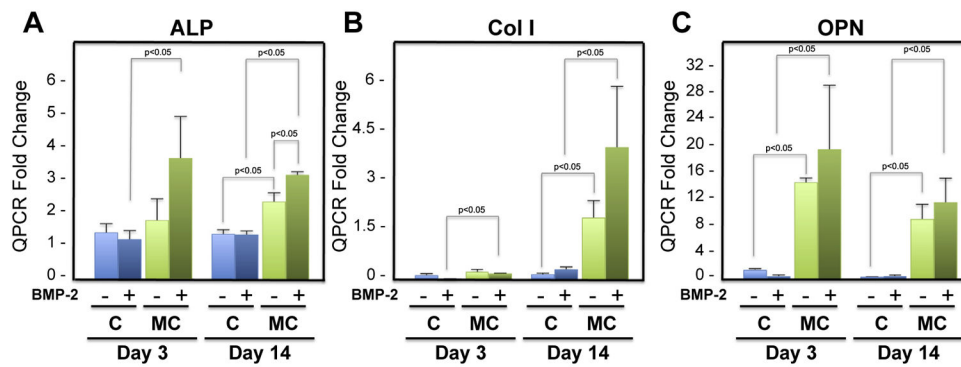 A
ALP
QPCR Fold Change
6 -
5 -
4 -
3 -
2 -
1 -
0 -
p<0.05
p<0.05
p<0.05
p<0.05
BMP-2 - + - + - + - +
C MC C MC
Day 3 Day 14
B
Col I
QPCR Fold Change
6 -
4.5 -
3 -
1.5 -
0 -
p<0.05
p<0.05
p<0.05
BMP-2 - + - + - + - +
C MC C MC
Day 3 Day 14
C
OPN
QPCR Fold Change
32 -
28 -
24 -
20 -
16 -
12 -
8 -
4 -
0 -
p<0.05
p<0.05
p<0.05
p<0.05
BMP-2 - + - + - + - +
C MC C MC
Day 3 Day 14